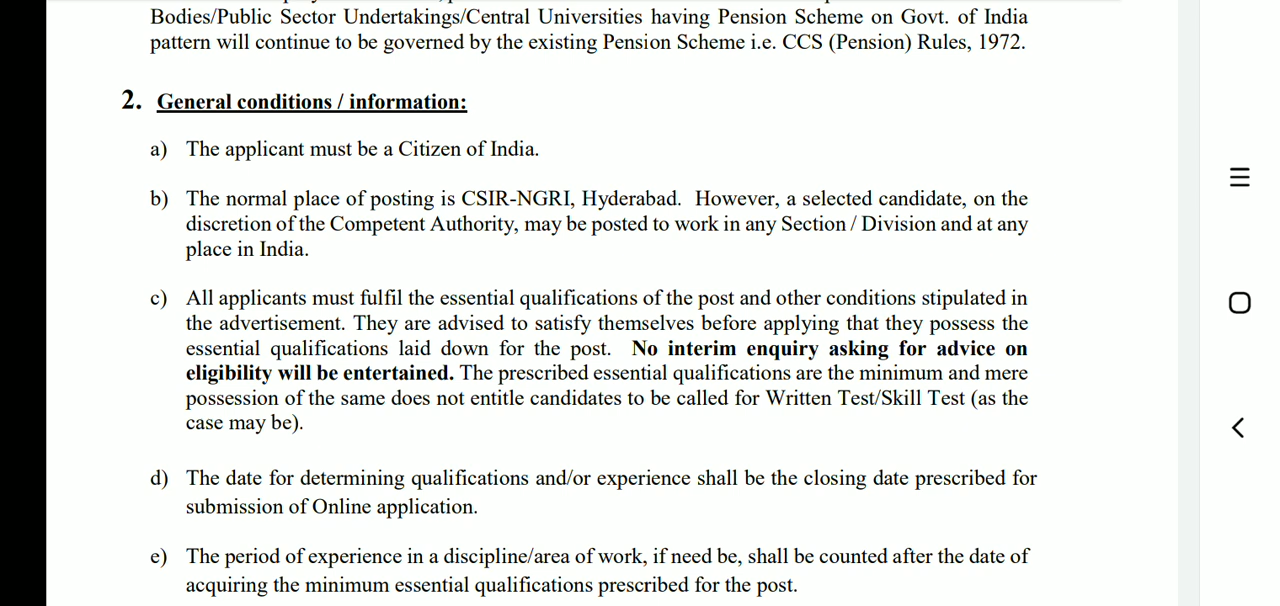 Bodies/Public Sector Undertakings/Central Universities having Pension Scheme on Govt. of India
pattern will continue to be governed by the existing Pension Scheme i.e. CCS (Pension) Rules, 1972.
2. General conditions / information:
a) The applicant must be a Citizen of India.
b) The normal place of posting is CSIR-NGRI, Hyderabad. However, a selected candidate, on the
discretion of the Competent Authority, may be posted to work in any Section / Division and at any
place in India.
c) All applicants must fulfil the essential qualifications of the post and other conditions stipulated in
the advertisement. They are advised to satisfy themselves before applying that they possess the
essential qualifications laid down for the post. No interim enquiry asking for advice on
eligibility will be entertained. The prescribed essential qualifications are the minimum and mere
possession of the same does not entitle candidates to be called for Written Test/Skill Test (as the
case may be).
d) The date for determining qualifications and/or experience shall be the closing date prescribed for
submission of Online application.
e) The period of experience in a discipline/area of work, if need be, shall be counted after the date of
acquiring the minimum essential qualifications prescribed for the post.